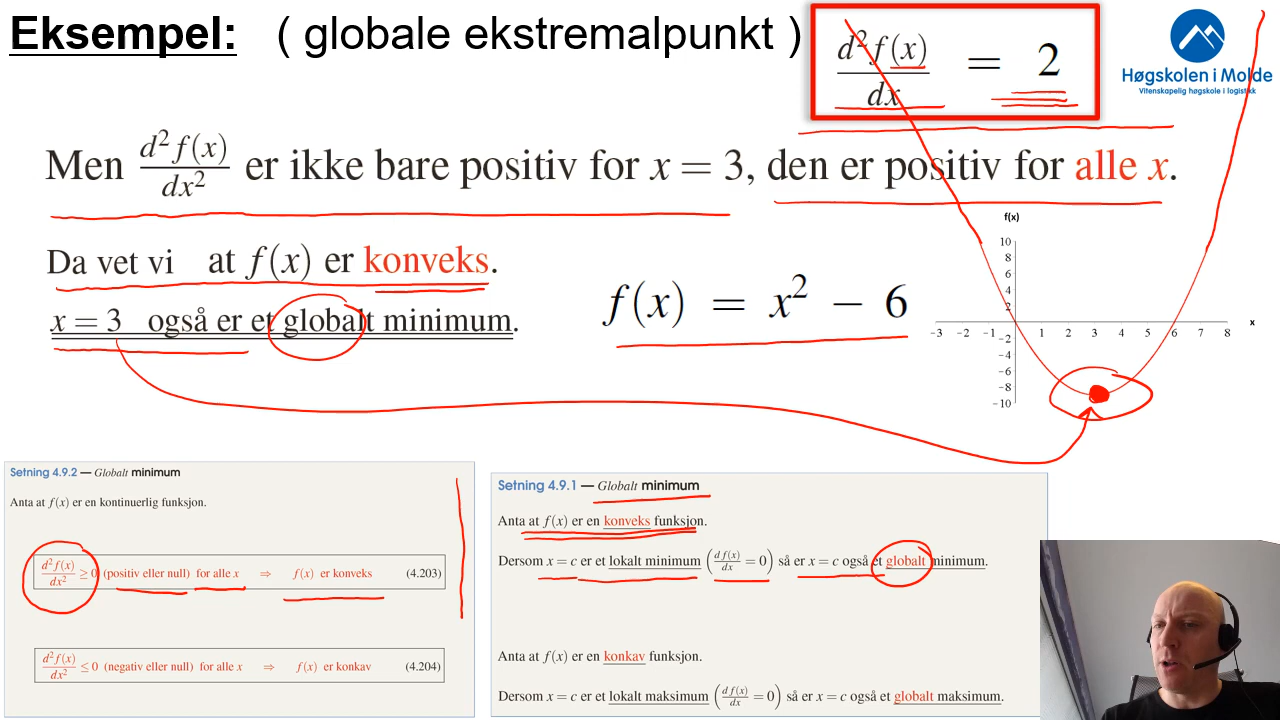 Eksempel: ( globale ekstremalpunkt )
d²f(x)/dx = 2
Høgskolen i Molde
Vitenskapelig høgskole i logistikk
Men d²f(x)/dx² er ikke bare positiv for x = 3, den er positiv for alle x.
Da vet vi at f(x) er konveks.
x = 3 også er et globalt minimum.
f(x) = x² − 6
f(x)
10
8
6
4
2
−3 −2 −1 1 2 3 4 5 6 7 8 x
−2
−4
−6
−8
−10
Setning 4.9.2 — Globalt minimum
Anta at f(x) er en kontinuerlig funksjon.
d²f(x)/dx² ≥ 0 (positiv eller null) for alle x ⇒ f(x) er konveks (4.203)
d²f(x)/dx² ≤ 0 (negativ eller null) for alle x ⇒ f(x) er konkav (4.204)
Setning 4.9.1 — Globalt minimum
Anta at f(x) er en konveks funksjon.
Dersom x = c er et lokalt minimum (df(x)/dx = 0) så er x = c også et globalt minimum.
Anta at f(x) er en konkav funksjon.
Dersom x = c er et lokalt maksimum (df(x)/dx = 0) så er x = c også et globalt maksimum.